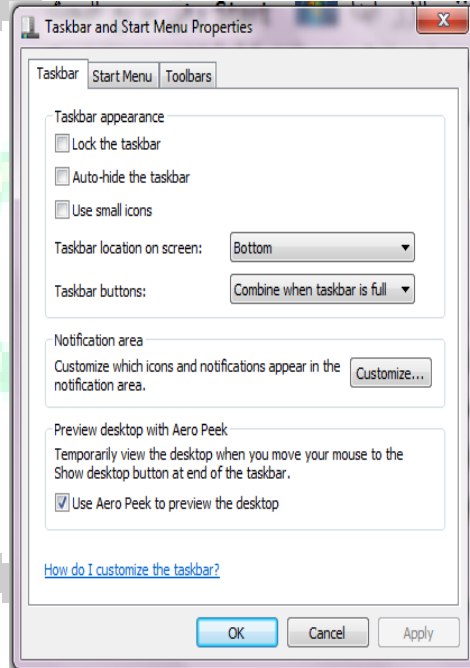 Taskbar and Start Menu Properties
Taskbar
Start Menu
Toolbars
Taskbar appearance
Lock the taskbar
Auto-hide the taskbar
Use small icons
Taskbar location on screen: Bottom
Taskbar buttons: Combine when taskbar is full
Notification area
Customize which icons and notifications appear in the
notification area.
Customize...
Preview desktop with Aero Peek
Temporarily view the desktop when you move your mouse to the
Show desktop button at end of the taskbar.
Use Aero Peek to preview the desktop
How do I customize the taskbar?
OK
Cancel
Apply